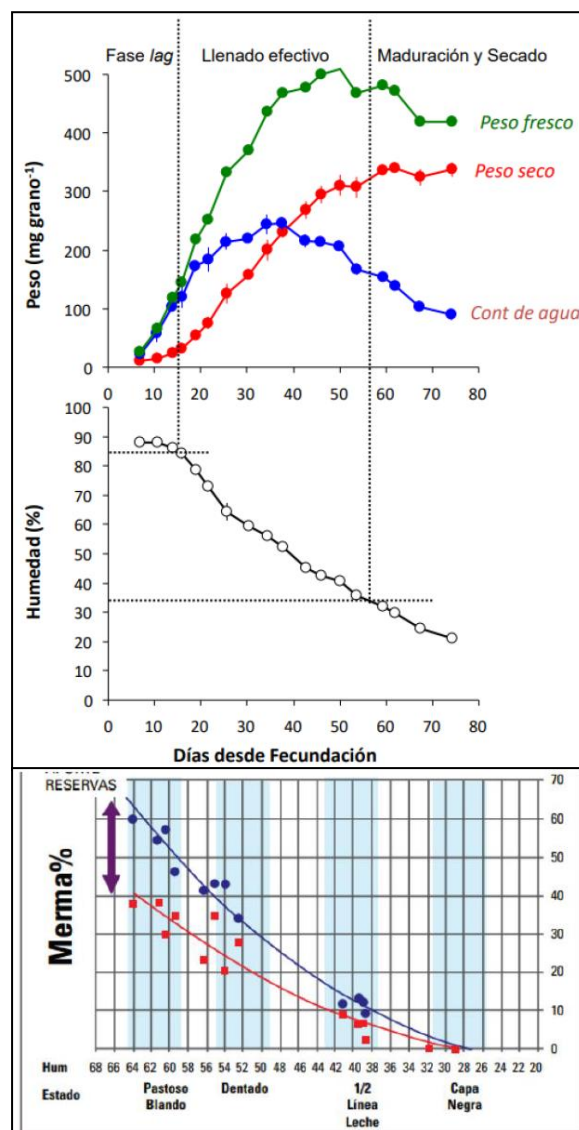 Fase lag Llenado efectivo Maduración y Secado
500
400
300
200
100
0
Peso (mg grano⁻¹)
Peso fresco
Peso seco
Cont de agua
0 10 20 30 40 50 60 70 80
100
90
80
70
60
50
40
30
20
10
0
Humedad (%)
0 10 20 30 40 50 60 70 80
Días desde Fecundación
RESERVAS
Merma%
70
60
50
40
30
20
10
0
Hum 68 66 64 62 60 58 56 54 52 50 48 46 44 42 40 38 36 34 32 30 28 26 24 22 20
Estado Pastoso Dentado 1/2 Capa
Blando Línea Negra
Leche